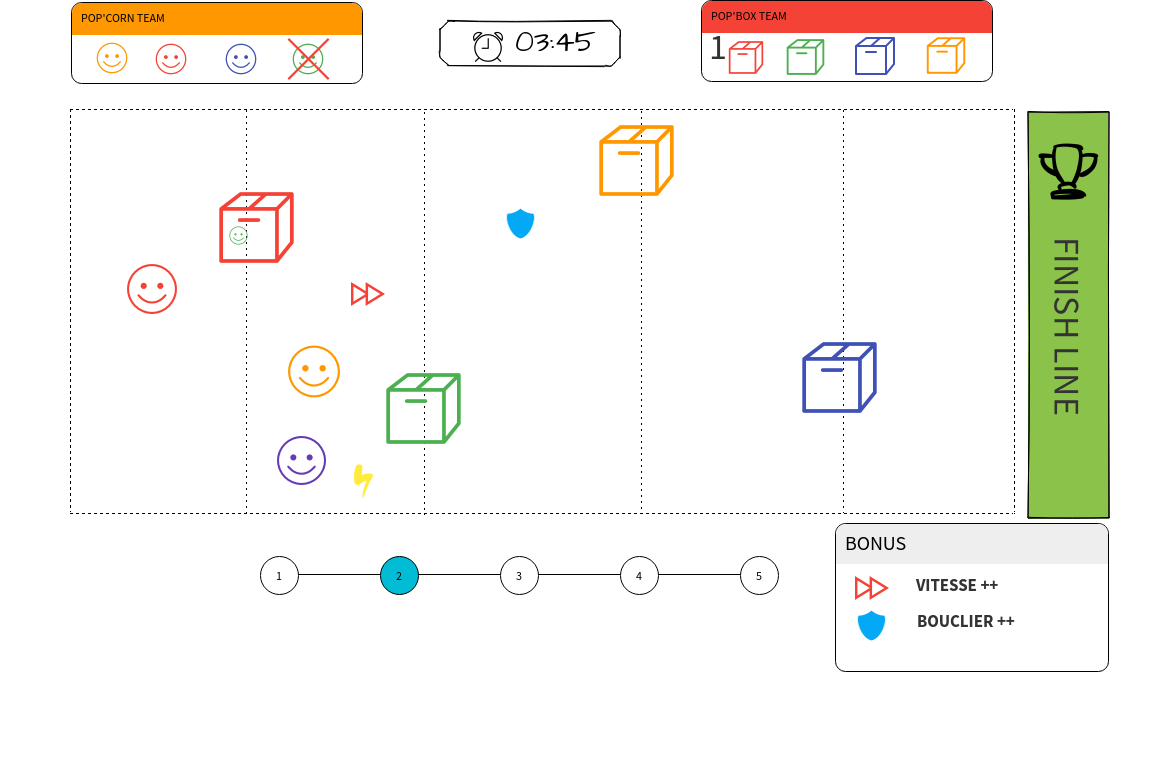 POP'CORN TEAM
03:45
POP'BOX TEAM
1
FINISH LINE
1 2 3 4 5
BONUS
VITESSE ++
BOUCLIER ++